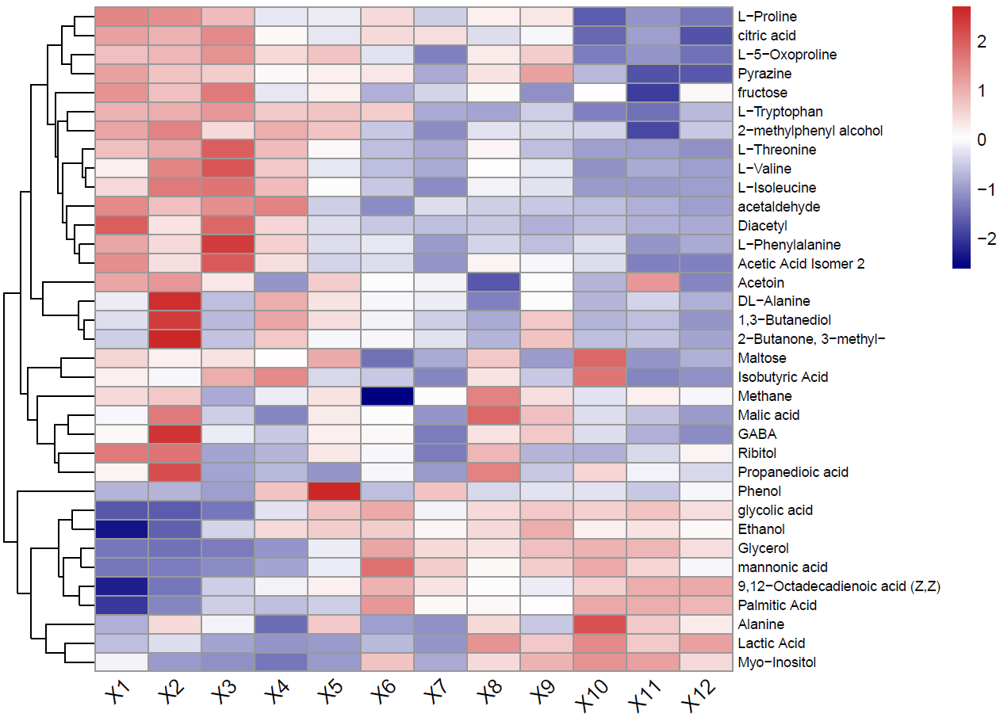 L−Proline
citric acid
L−5−Oxoproline
Pyrazine
fructose
L−Tryptophan
2−methylphenyl alcohol
L−Threonine
L−Valine
L−Isoleucine
acetaldehyde
Diacetyl
L−Phenylalanine
Acetic Acid Isomer 2
Acetoin
DL−Alanine
1,3−Butanediol
2−Butanone, 3−methyl−
Maltose
Isobutyric Acid
Methane
Malic acid
GABA
Ribitol
Propanedioic acid
Phenol
glycolic acid
Ethanol
Glycerol
mannonic acid
9,12−Octadecadienoic acid (Z,Z)
Palmitic Acid
Alanine
Lactic Acid
Myo−Inositol
X1 X2 X3 X4 X5 X6 X7 X8 X9 X10 X11 X12
2
1
0
−1
−2